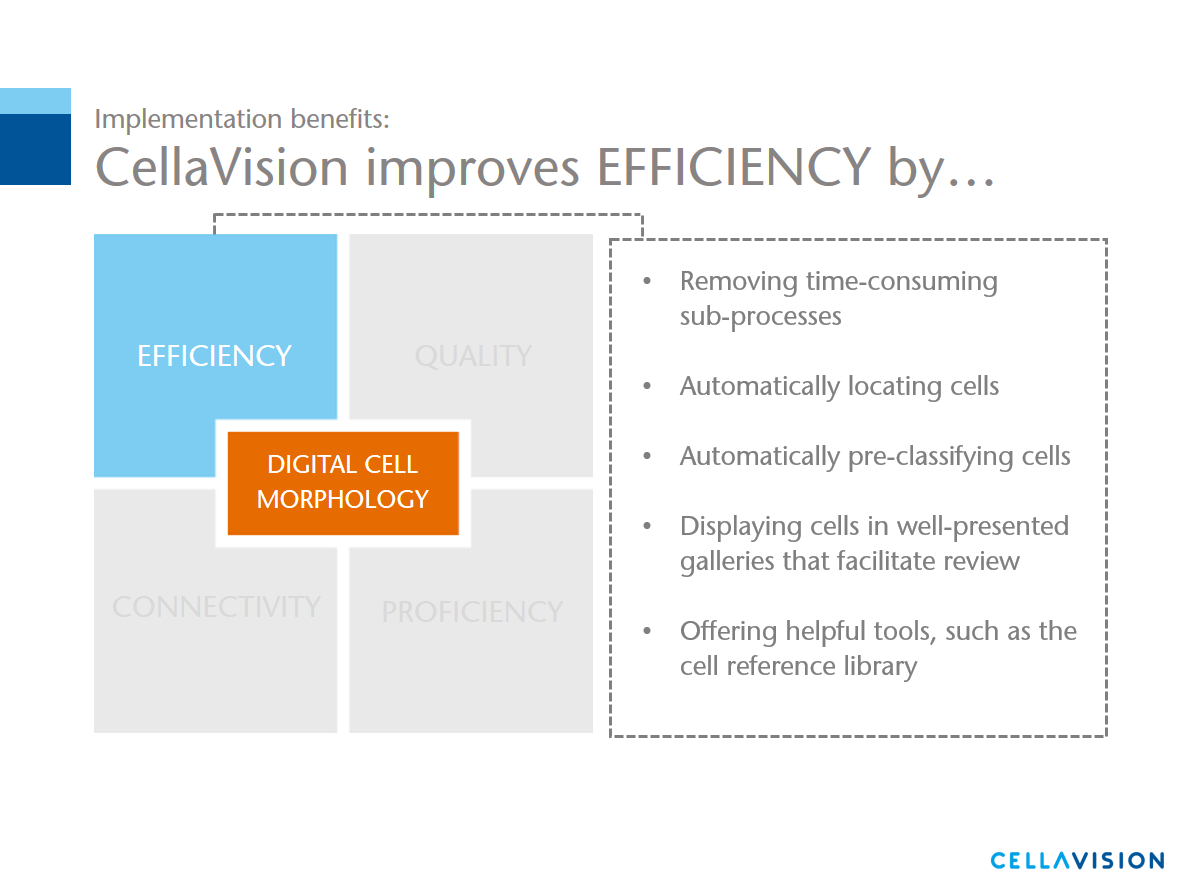 Implementation benefits:
CellaVision improves EFFICIENCY by…
EFFICIENCY
QUALITY
DIGITAL CELL
MORPHOLOGY
CONNECTIVITY
PROFICIENCY
• Removing time-consuming
sub-processes
• Automatically locating cells
• Automatically pre-classifying cells
• Displaying cells in well-presented
galleries that facilitate review
• Offering helpful tools, such as the
cell reference library
CELLAVISION